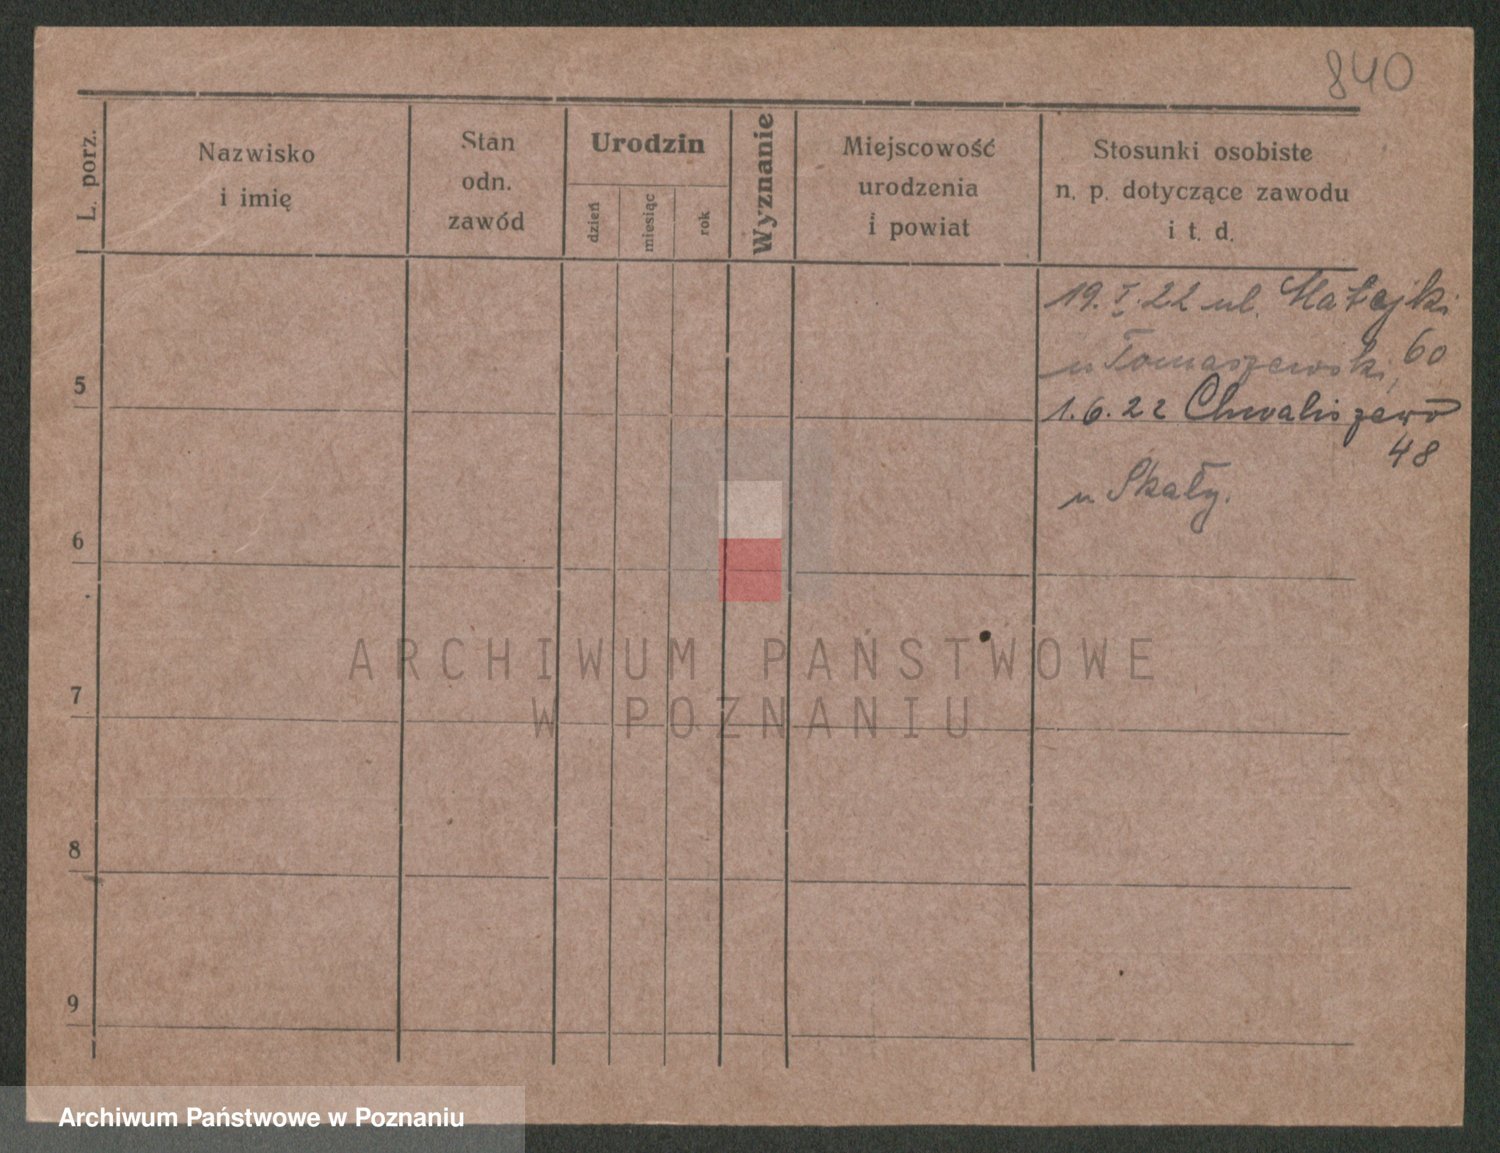 840
L. porz.
Nazwisko
i imię
Stan
odn.
zawód
Urodzin
dzień
miesiąc
rok
Wyznanie
Miejscowość
urodzenia
i powiat
Stosunki osobiste
n. p. dotyczące zawodu
i t. d.
19. I. 22 ul. Matejki
60
u Tomaszewski,
5
1.6.22 Chwaliszewo
48
u Skały.
6
ARCHIWUM PAŃSTWOWE
W POZNANIU
7
8
9
Archiwum Państwowe w Poznaniu